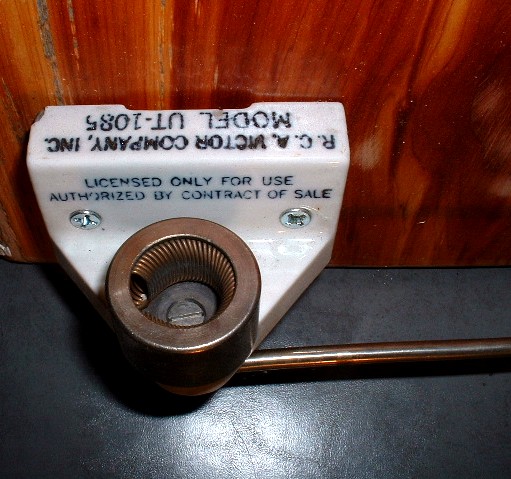 R. C. A. VICTOR COMPANY, INC.
MODEL UT-1085
LICENSED ONLY FOR USE
AUTHORIZED BY CONTRACT OF SALE